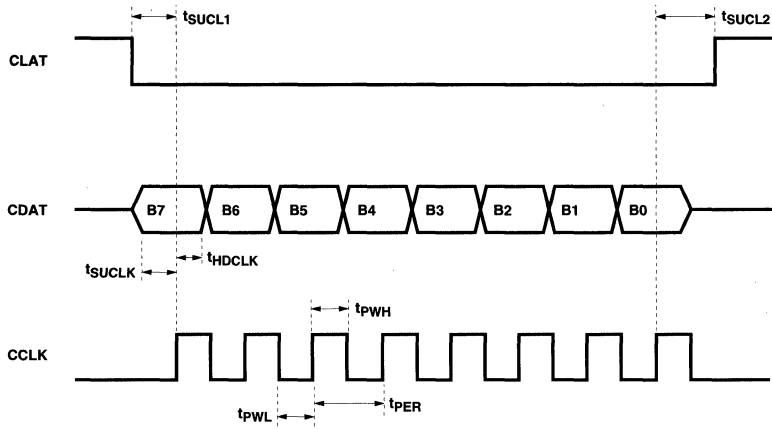 tSUCL1
tSUCL2
CLAT
CDAT
B7 B6 B5 B4 B3 B2 B1 B0
tSUCLK
tHDCLK
tPWH
CCLK
tPWL
tPER